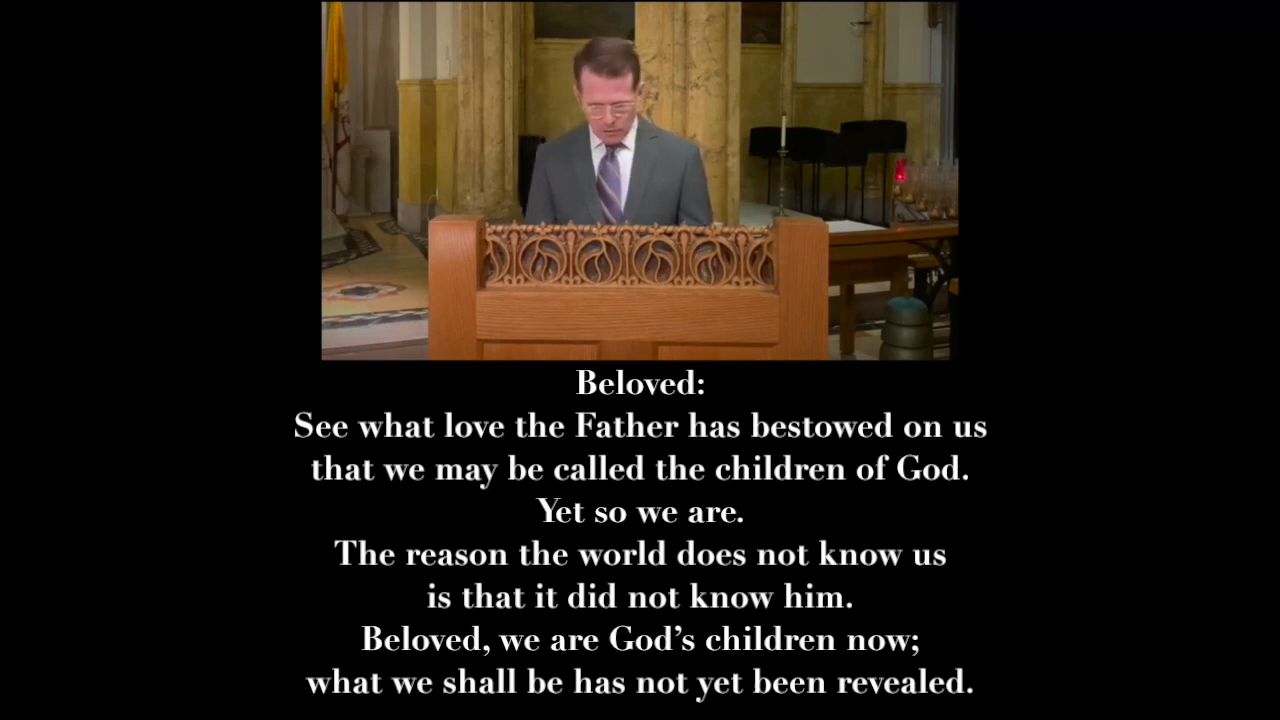 Beloved:
See what love the Father has bestowed on us
that we may be called the children of God.
Yet so we are.
The reason the world does not know us
is that it did not know him.
Beloved, we are God’s children now;
what we shall be has not yet been revealed.